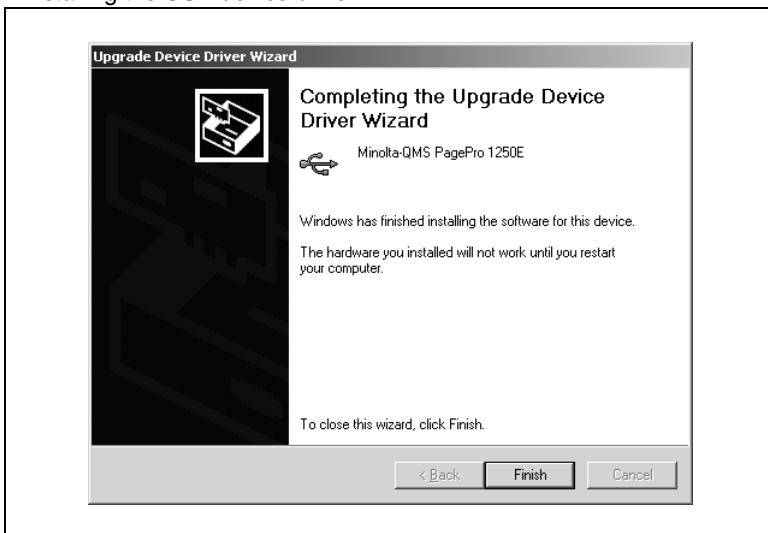 Upgrade Device Driver Wizard
Completing the Upgrade Device
Driver Wizard
Minolta-QMS PagePro 1250E
Windows has finished installing the software for this device.
The hardware you installed will not work until you restart
your computer.
To close this wizard, click Finish.
< Back Finish Cancel